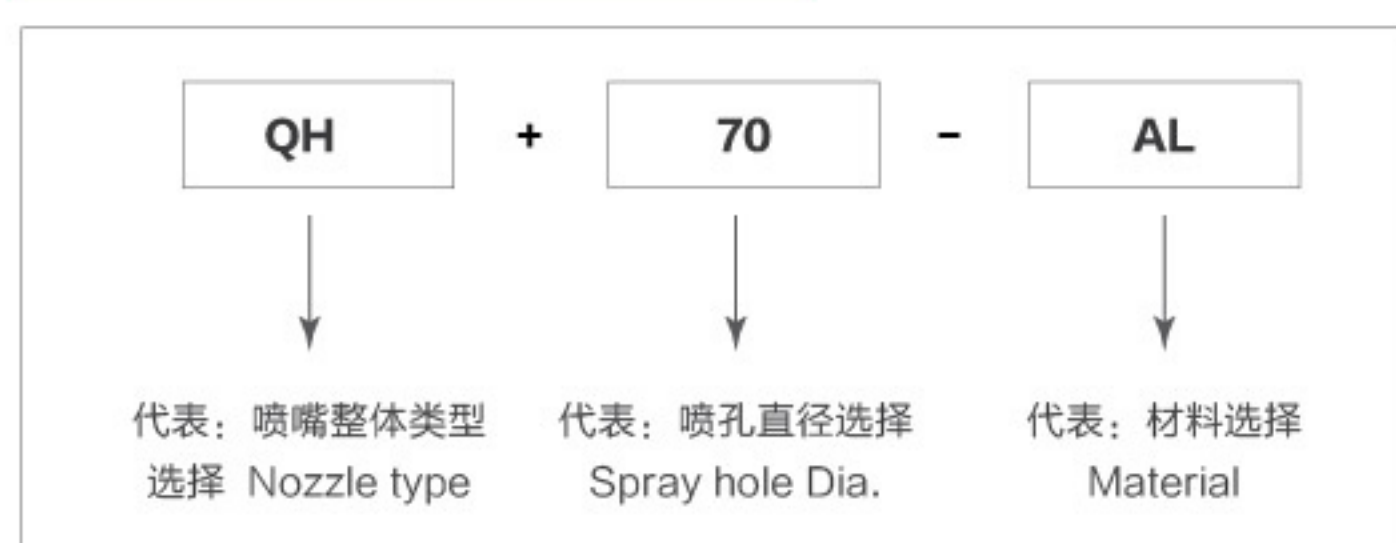 QH + 70 - AL
代表：喷嘴整体类型
选择 Nozzle type
代表：喷孔直径选择
Spray hole Dia.
代表：材料选择
Material